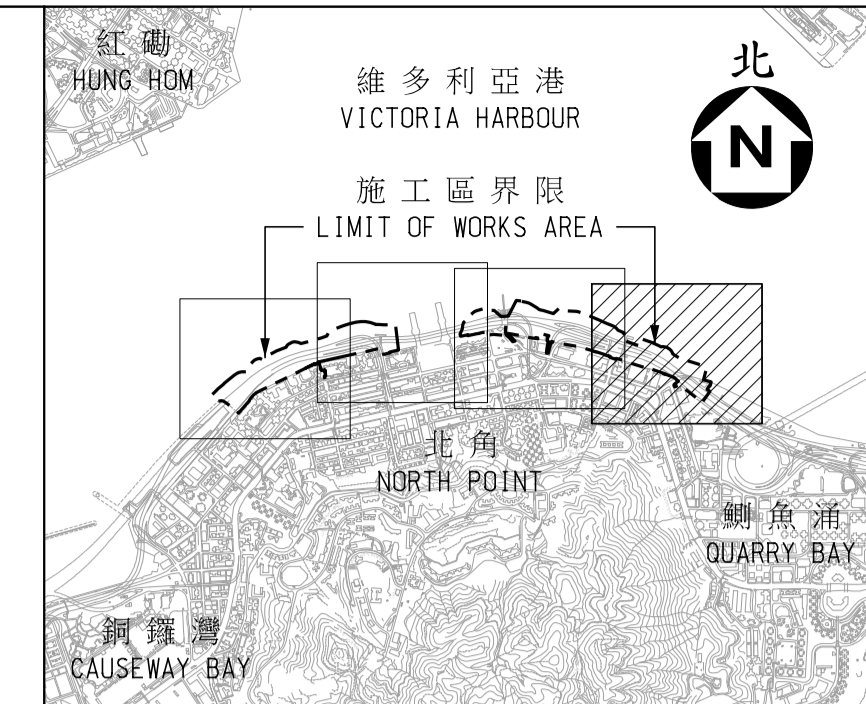 紅磡
HUNG HOM
維多利亞港
VICTORIA HARBOUR
北
N
施工區界限
LIMIT OF WORKS AREA
北角
NORTH POINT
鰂魚涌
QUARRY BAY
銅鑼灣
CAUSEWAY BAY